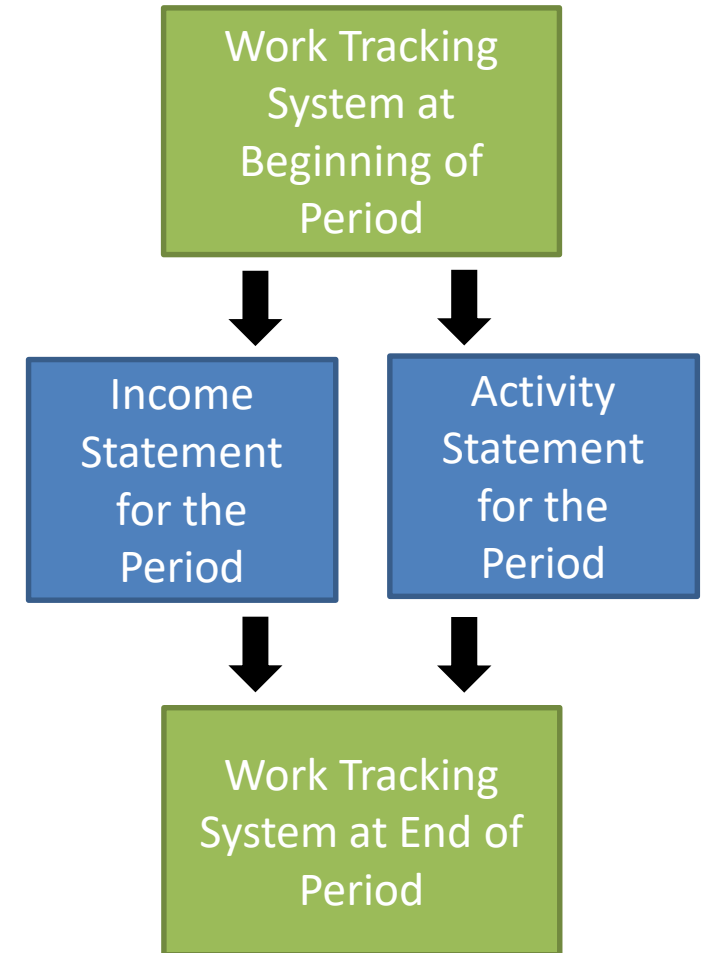 Work Tracking
System at
Beginning of
Period
Income
Statement
for the
Period
Activity
Statement
for the
Period
Work Tracking
System at End of
Period